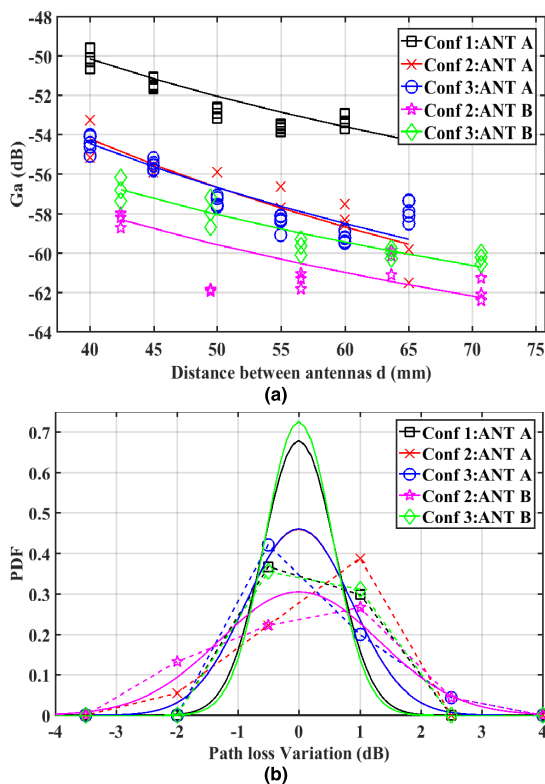 (a)
-48
-50
-52
-54
-56
-58
-60
-62
-64
Ga (dB)
Conf 1:ANT A
Conf 2:ANT A
Conf 3:ANT A
Conf 2:ANT B
Conf 3:ANT B
40 45 50 55 60 65 70 75
Distance between antennas d (mm)
(a)
0.7
0.6
0.5
0.4
0.3
0.2
0.1
0
PDF
Conf 1:ANT A
Conf 2:ANT A
Conf 3:ANT A
Conf 2:ANT B
Conf 3:ANT B
-4 -3 -2 -1 0 1 2 3 4
Path loss Variation (dB)
(b)